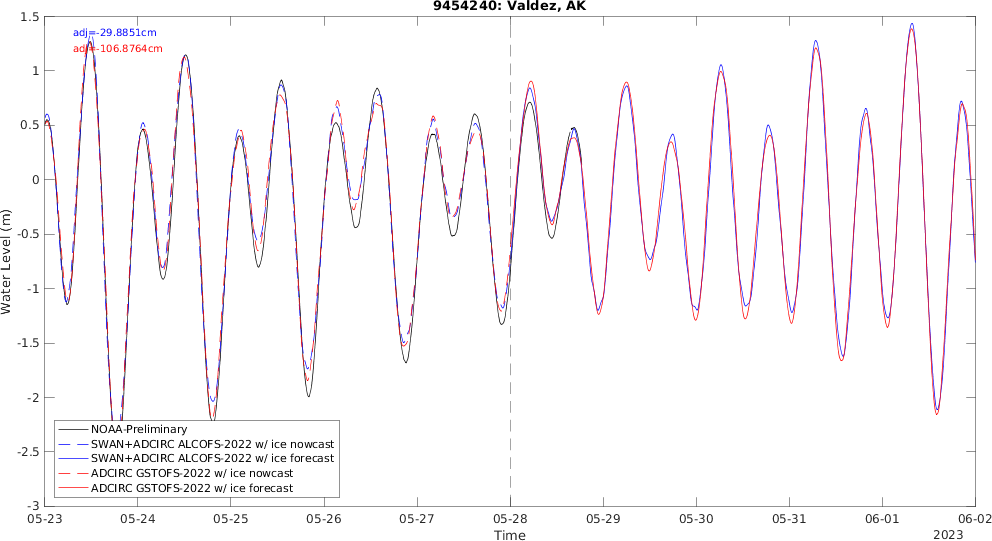 9454240: Valdez, AK
adj=-29.8851cm
adj=-106.8764cm
1.5
1
0.5
0
-0.5
-1
-1.5
-2
-2.5
-3
Water Level (m)
NOAA-Preliminary
SWAN+ADCIRC ALCOFS-2022 w/ ice nowcast
SWAN+ADCIRC ALCOFS-2022 w/ ice forecast
ADCIRC GSTOFS-2022 w/ ice nowcast
ADCIRC GSTOFS-2022 w/ ice forecast
05-23 05-24 05-25 05-26 05-27 05-28 05-29 05-30 05-31 06-01 06-02
Time
2023